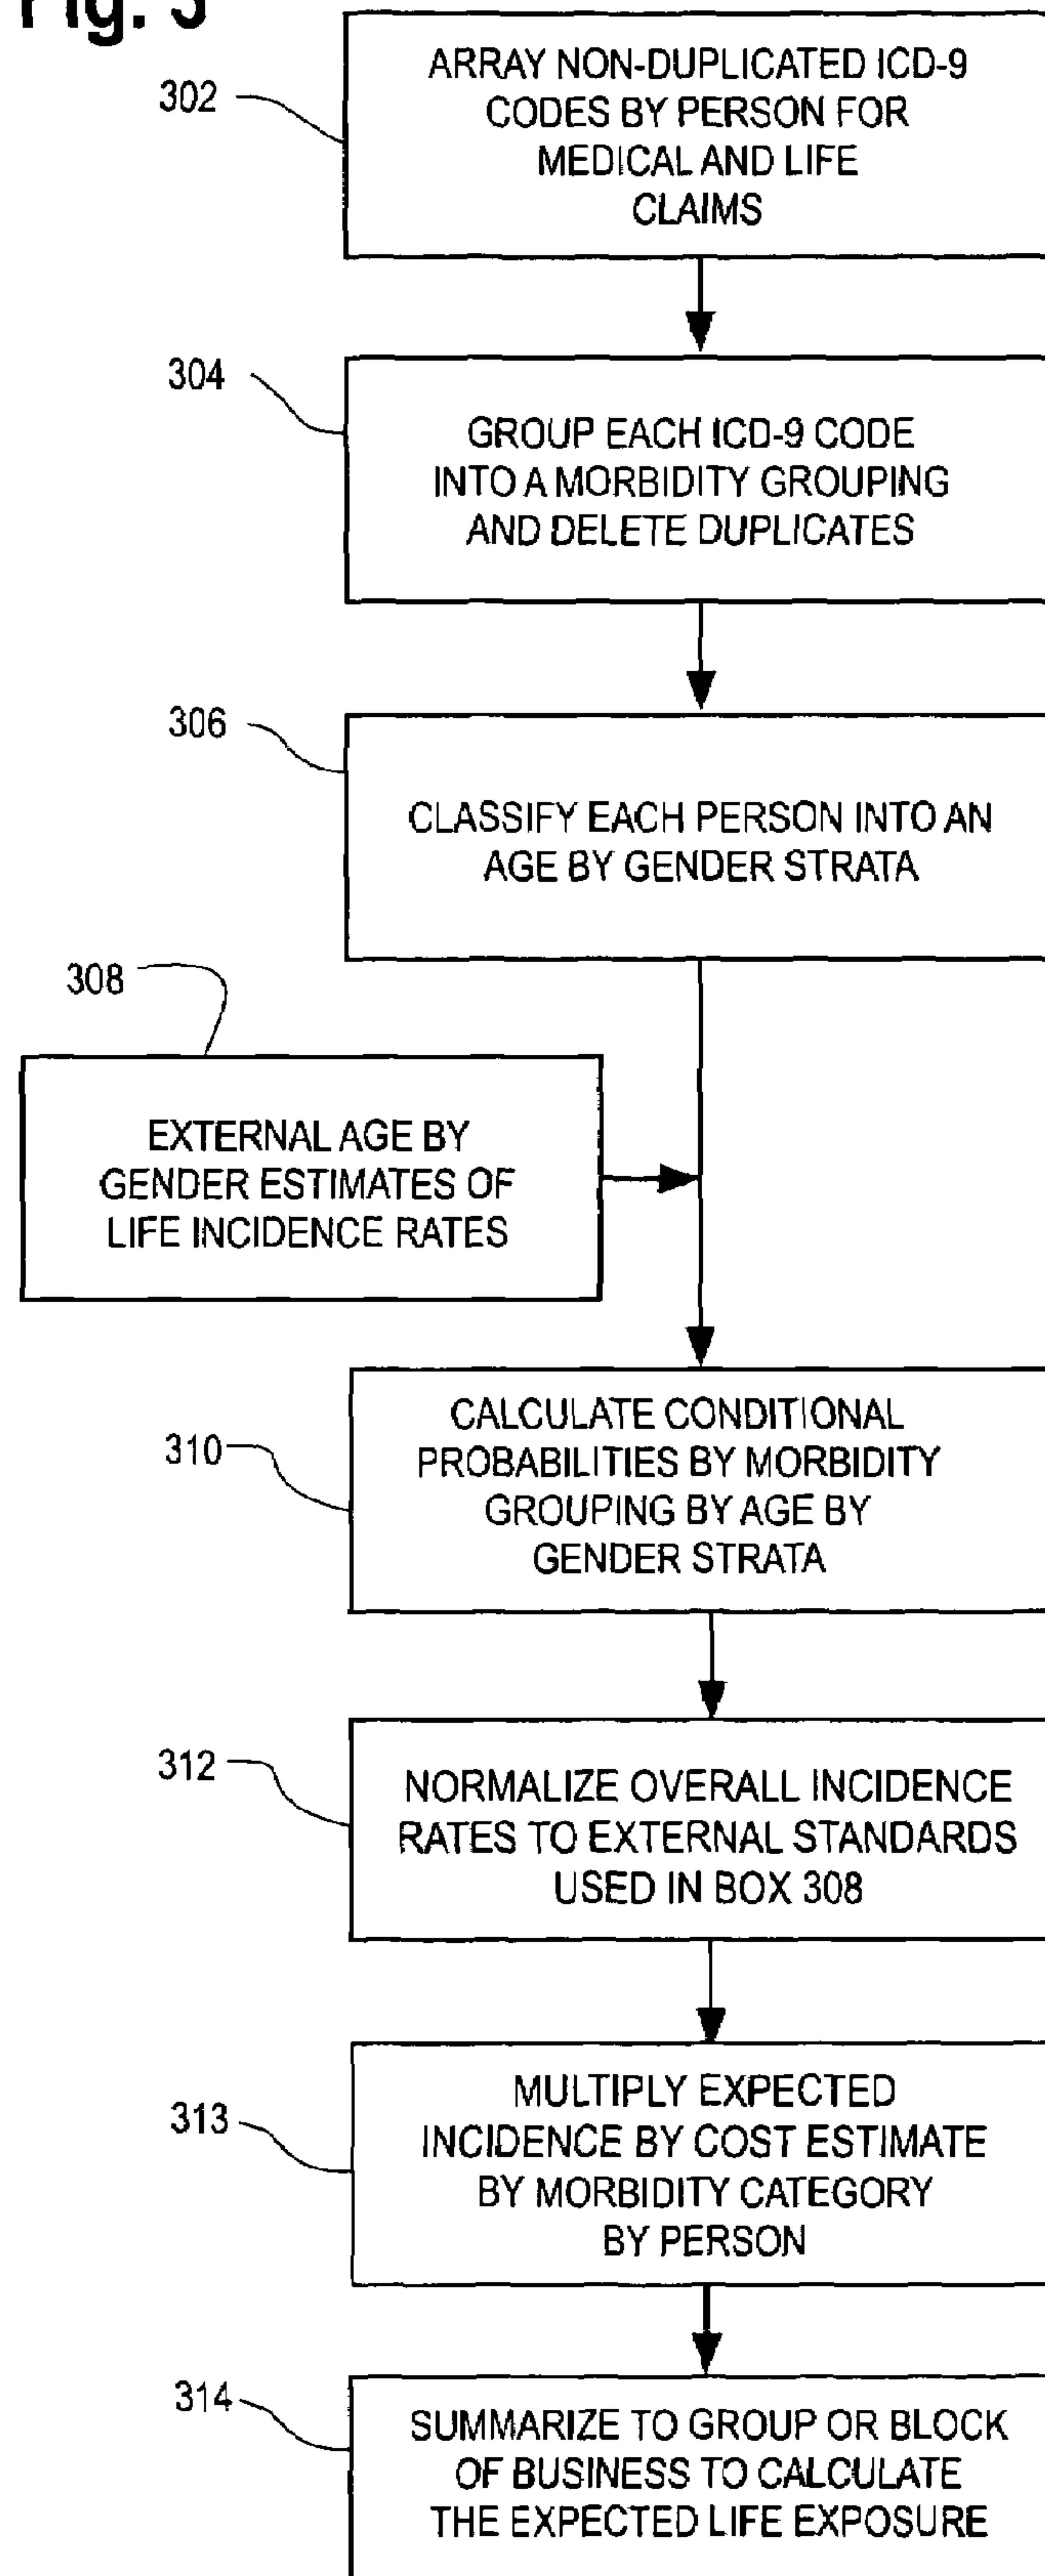 Fig. 3
302
ARRAY NON-DUPLICATED ICD-9
CODES BY PERSON FOR
MEDICAL AND LIFE
CLAIMS
304
GROUP EACH ICD-9 CODE
INTO A MORBIDITY GROUPING
AND DELETE DUPLICATES
306
CLASSIFY EACH PERSON INTO AN
AGE BY GENDER STRATA
308
EXTERNAL AGE BY
GENDER ESTIMATES OF
LIFE INCIDENCE RATES
310
CALCULATE CONDITIONAL
PROBABILITIES BY MORBIDITY
GROUPING BY AGE BY
GENDER STRATA
312
NORMALIZE OVERALL INCIDENCE
RATES TO EXTERNAL STANDARDS
USED IN BOX 308
313
MULTIPLY EXPECTED
INCIDENCE BY COST ESTIMATE
BY MORBIDITY CATEGORY
BY PERSON
314
SUMMARIZE TO GROUP OR BLOCK
OF BUSINESS TO CALCULATE
THE EXPECTED LIFE EXPOSURE